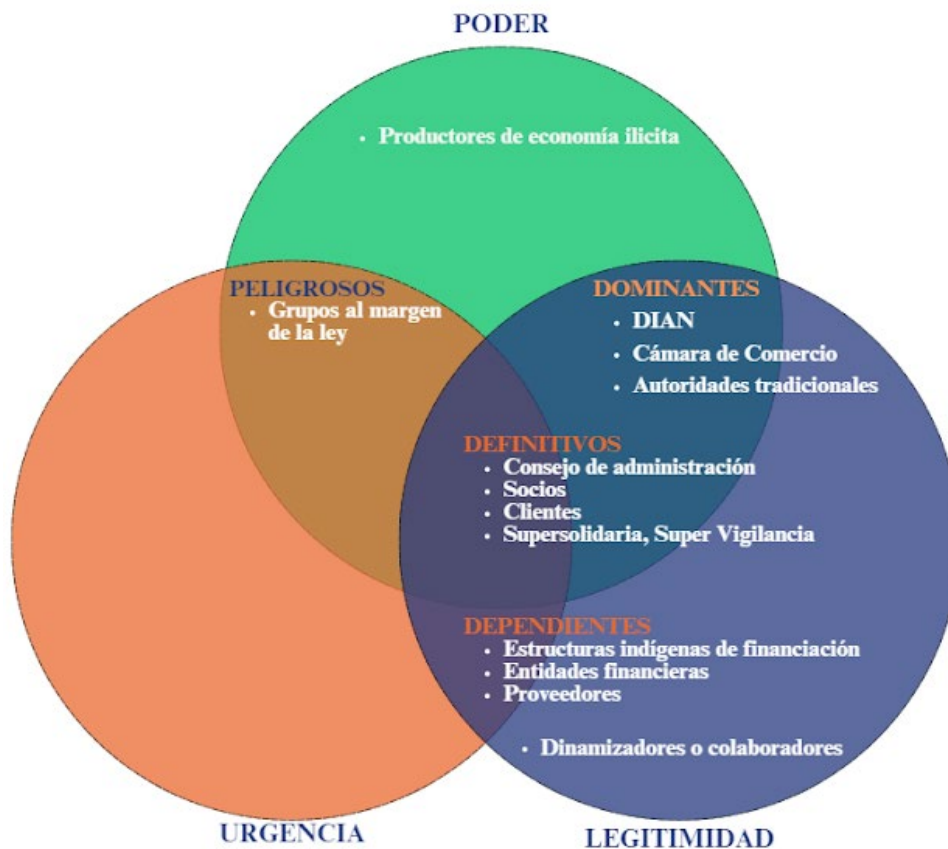 PODER
• Productores de economía ílicita
PELIGROSOS
• Grupos al margen
de la ley
DOMINANTES
• DIAN
• Cámara de Comercio
• Autoridades tradicionales
DEFINITIVOS
• Consejo de administración
• Socios
• Clientes
• Supersolidaria, Super Vigilancia
DEPENDIENTES
• Estructuras indígenas de financiación
• Entidades financieras
• Proveedores
• Dinamizadores o colaboradores
URGENCIA
LEGITIMIDAD